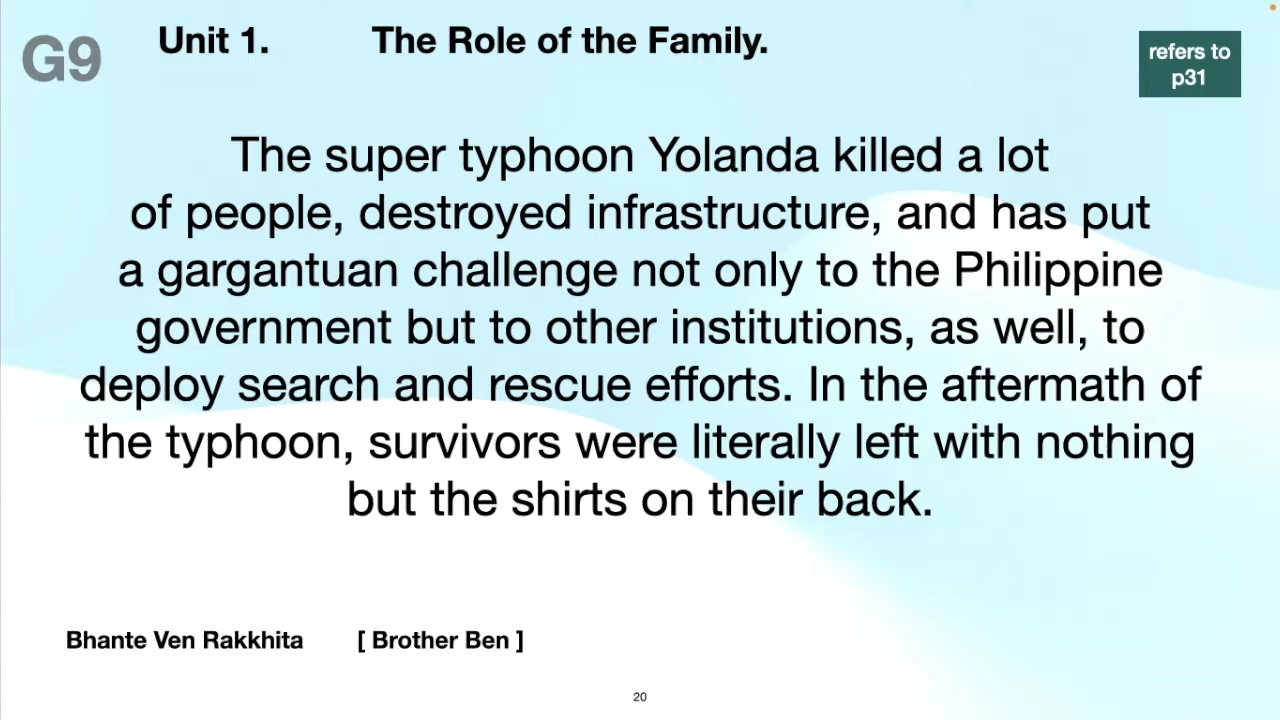 G9
Unit 1. The Role of the Family.
refers to
p31
The super typhoon Yolanda killed a lot
of people, destroyed infrastructure, and has put
a gargantuan challenge not only to the Philippine
government but to other institutions, as well, to
deploy search and rescue efforts. In the aftermath of
the typhoon, survivors were literally left with nothing
but the shirts on their back.
Bhante Ven Rakkhita [ Brother Ben ]
20